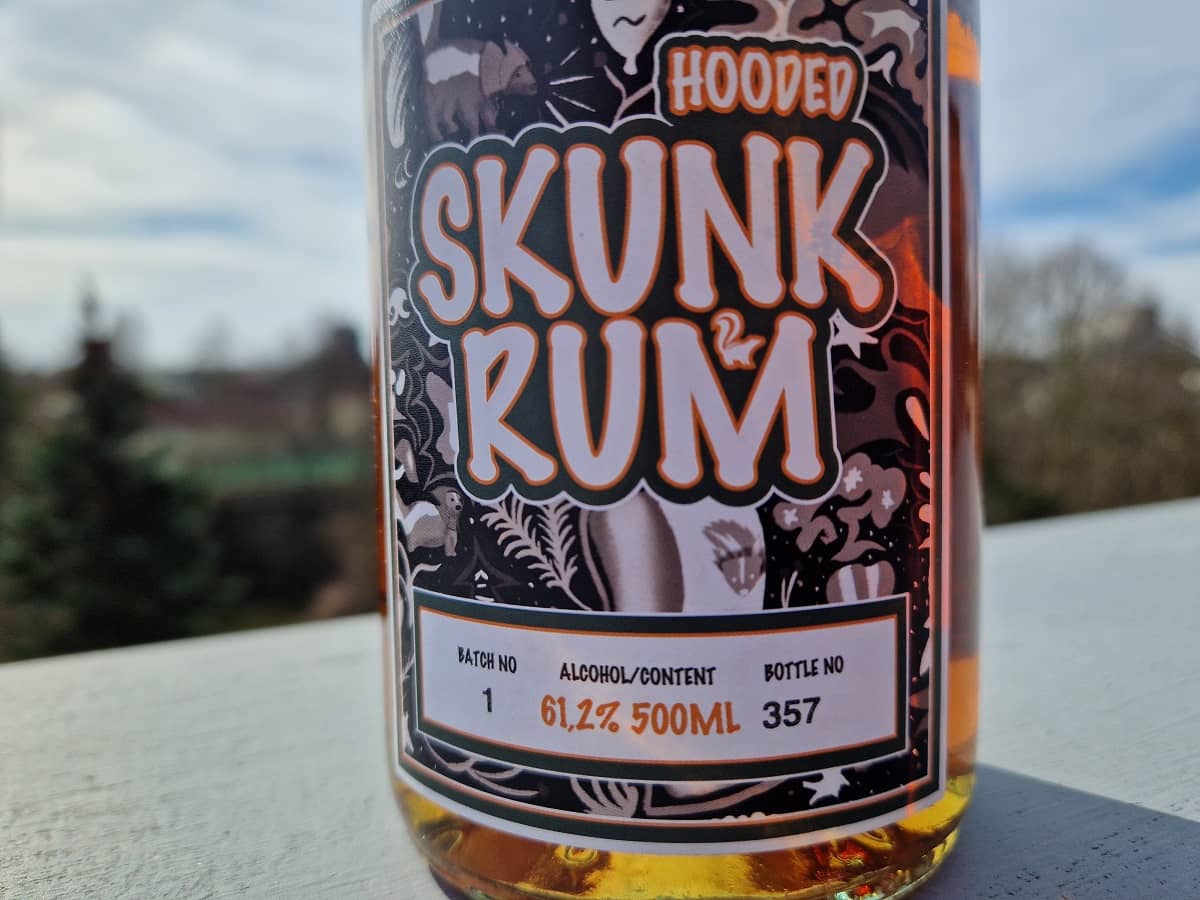 HOODED
SKUNK
RUM
BATCH NO
1
ALCOHOL/CONTENT
61,2% 500ML
BOTTLE NO
357